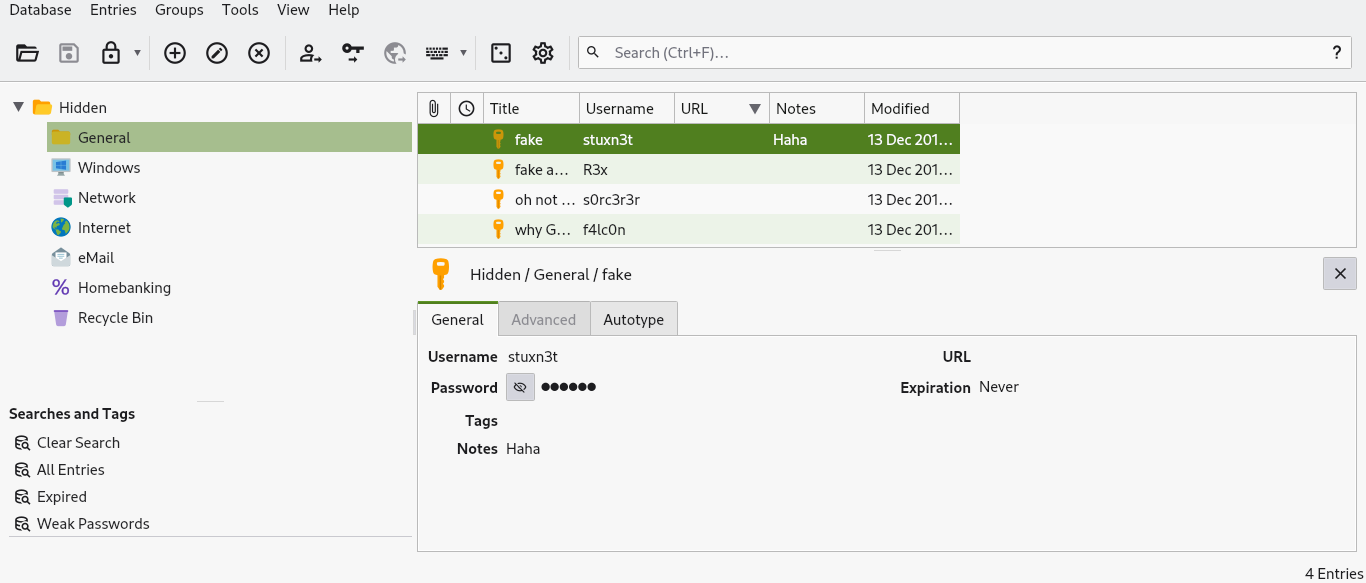 Database Entries Groups Tools View Help
Search (Ctrl+F)... ?
Hidden
General
Windows
Network
Internet
eMail
Homebanking
Recycle Bin
Searches and Tags
Clear Search
All Entries
Expired
Weak Passwords
Title Username URL Notes Modified
fake stuxn3t Haha 13 Dec 201...
fake a... R3x 13 Dec 201...
oh not ... s0rc3r3r 13 Dec 201...
why G... f4lc0n 13 Dec 201...
Hidden / General / fake
General Advanced Autotype
Username stuxn3t URL
Password ●●●●●● Expiration Never
Tags
Notes Haha
4 Entries